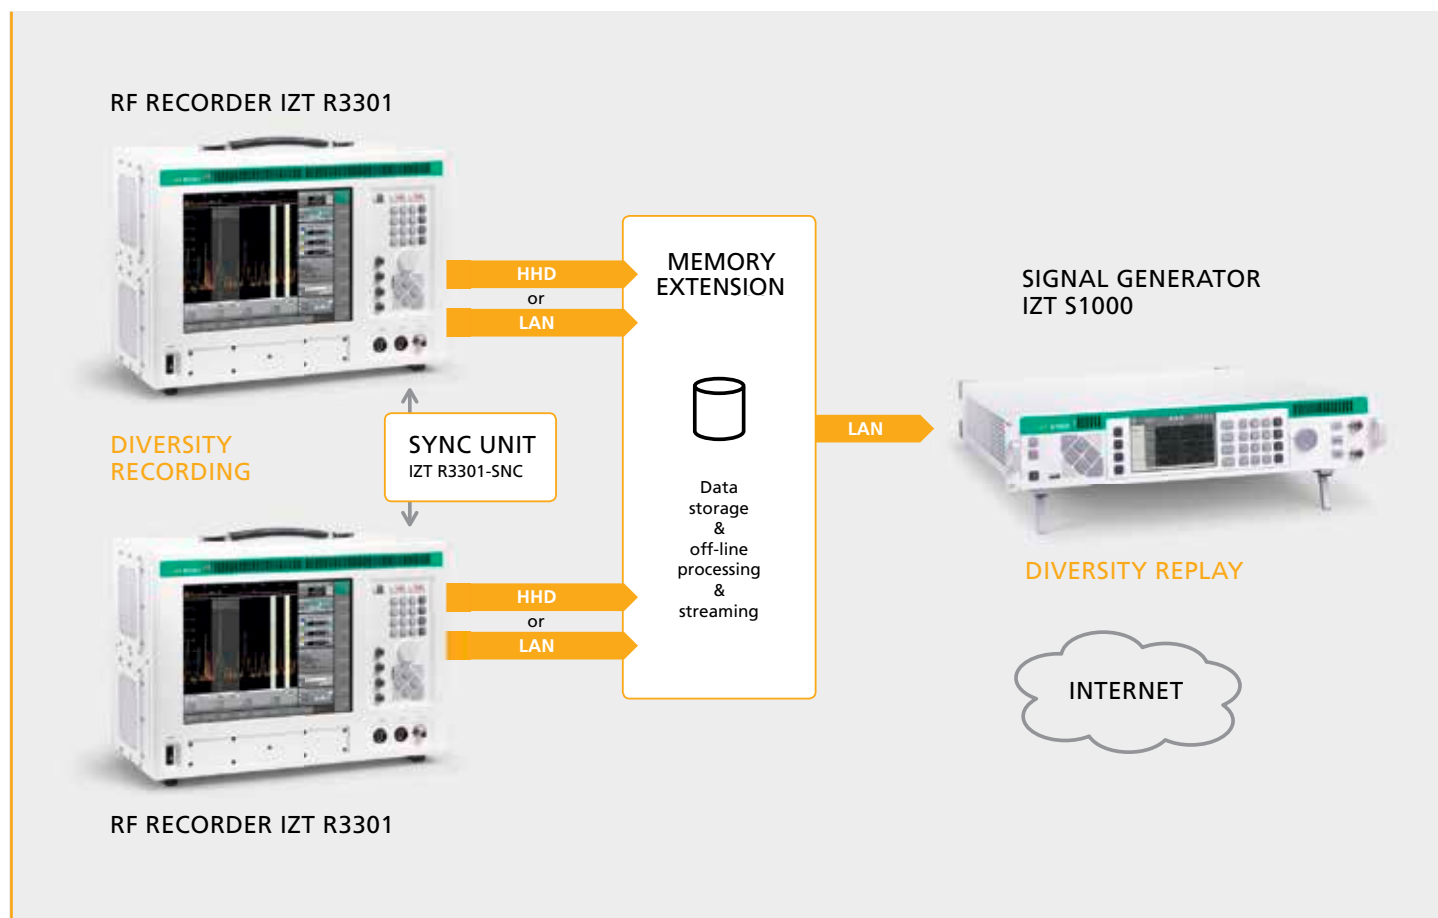 RF RECORDER IZT R3301
HHD
or
LAN
MEMORY
EXTENSION
SIGNAL GENERATOR
IZT S1000
DIVERSITY
RECORDING
SYNC UNIT
IZT R3301-SNC
LAN
Data
storage
&
off-line
processing
&
streaming
DIVERSITY REPLAY
HHD
or
LAN
INTERNET
RF RECORDER IZT R3301